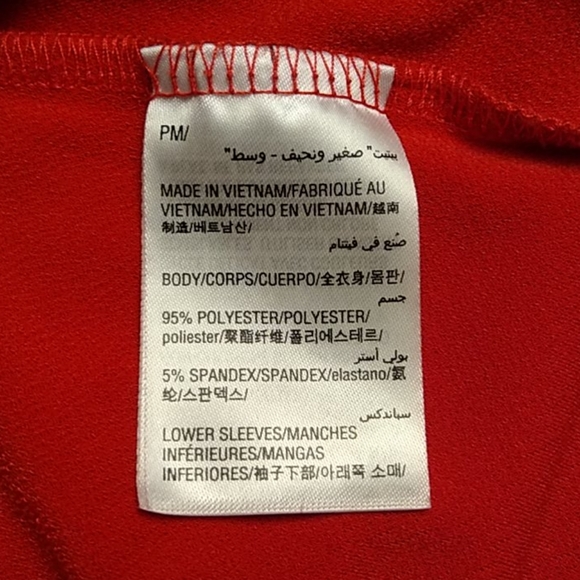 PM/
بيتيت" صغير ونحيف - وسط"
MADE IN VIETNAM/FABRIQUÉ AU
VIETNAM/HECHO EN VIETNAM/越南
制造/베트남산/
صُنع في فيتنام
BODY/CORPS/CUERPO/全衣身/몸판/
جسم
95% POLYESTER/POLYESTER/
poliester/聚酯纤维/폴리에스테르/
بولي أستر
5% SPANDEX/SPANDEX/elastano/氨
纶/스판덱스/
سباندكس
LOWER SLEEVES/MANCHES
INFÉRIEURES/MANGAS
INFERIORES/袖子下部/아래쪽 소매/